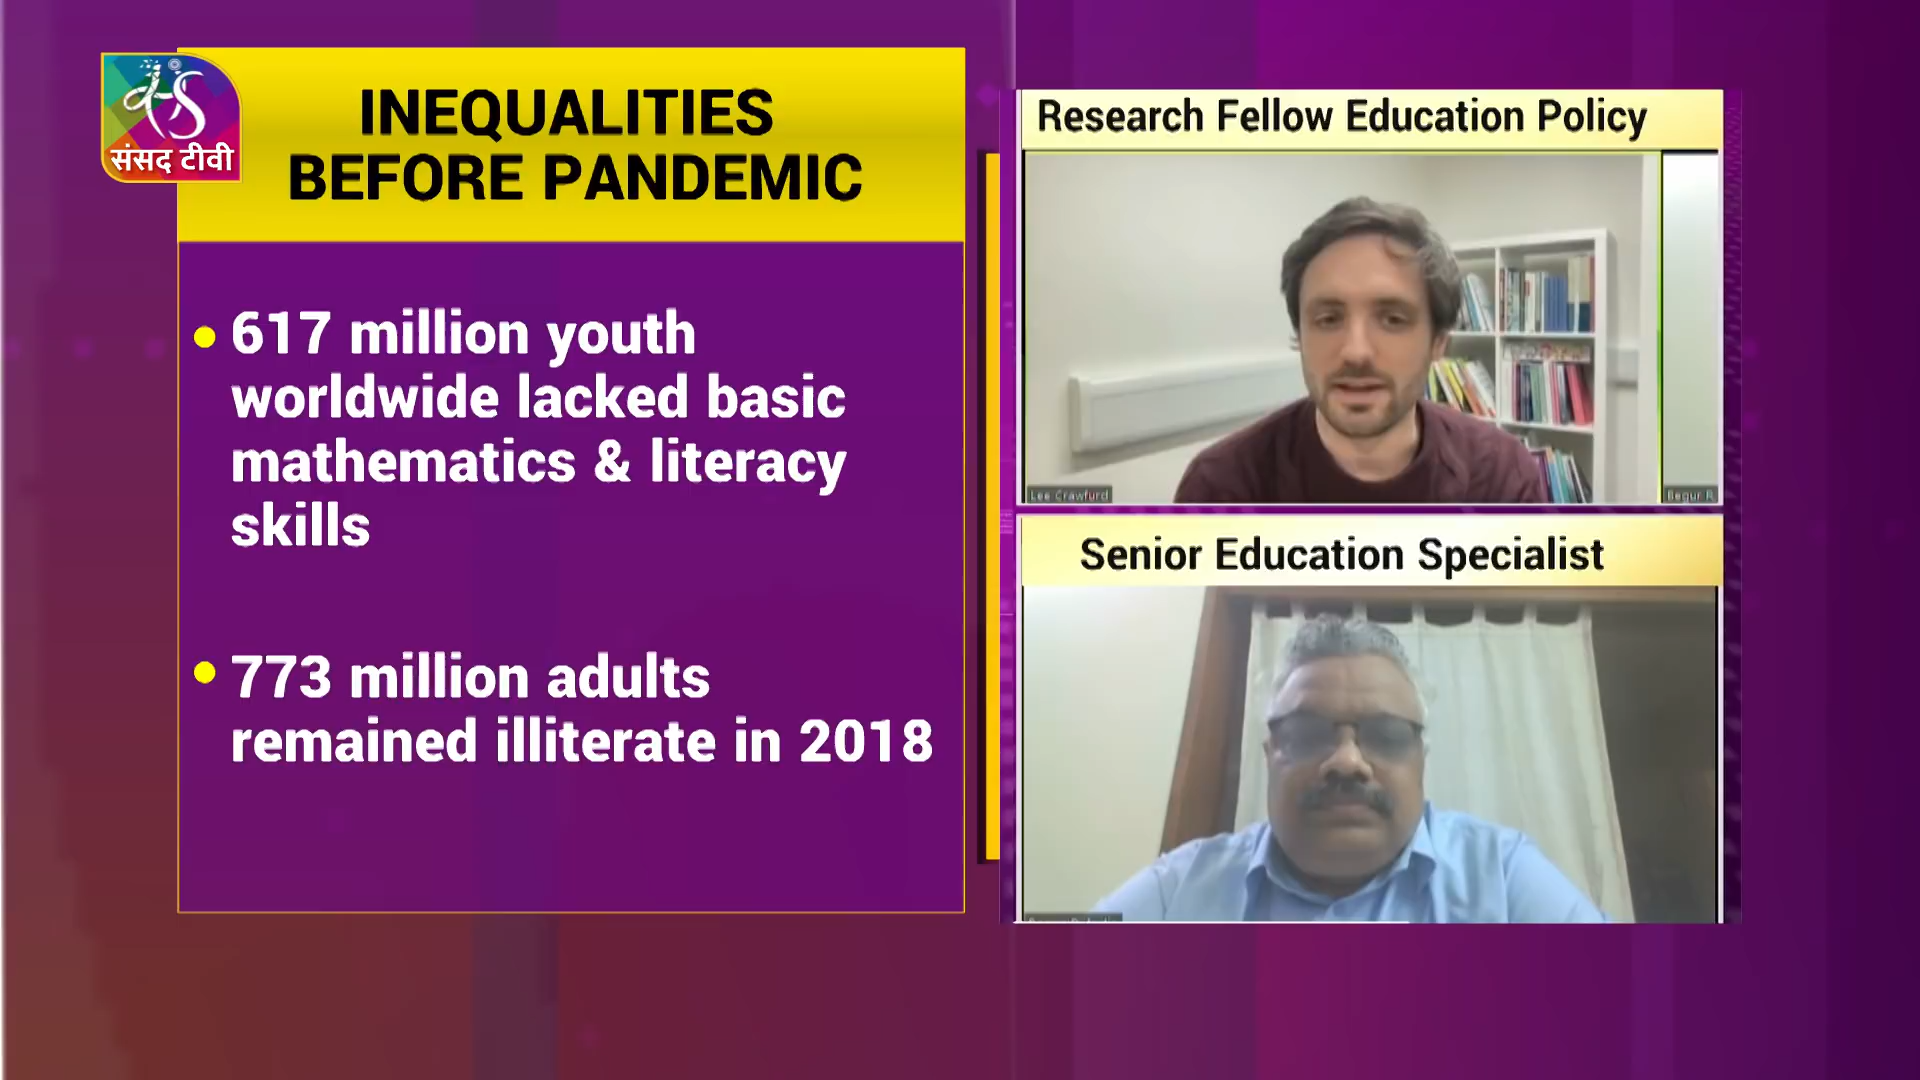 संसद टीवी
INEQUALITIES
BEFORE PANDEMIC
617 million youth
worldwide lacked basic
mathematics & literacy
skills
773 million adults
remained illiterate in 2018
Research Fellow Education Policy
Lee Crawfurd
Begur R
Senior Education Specialist